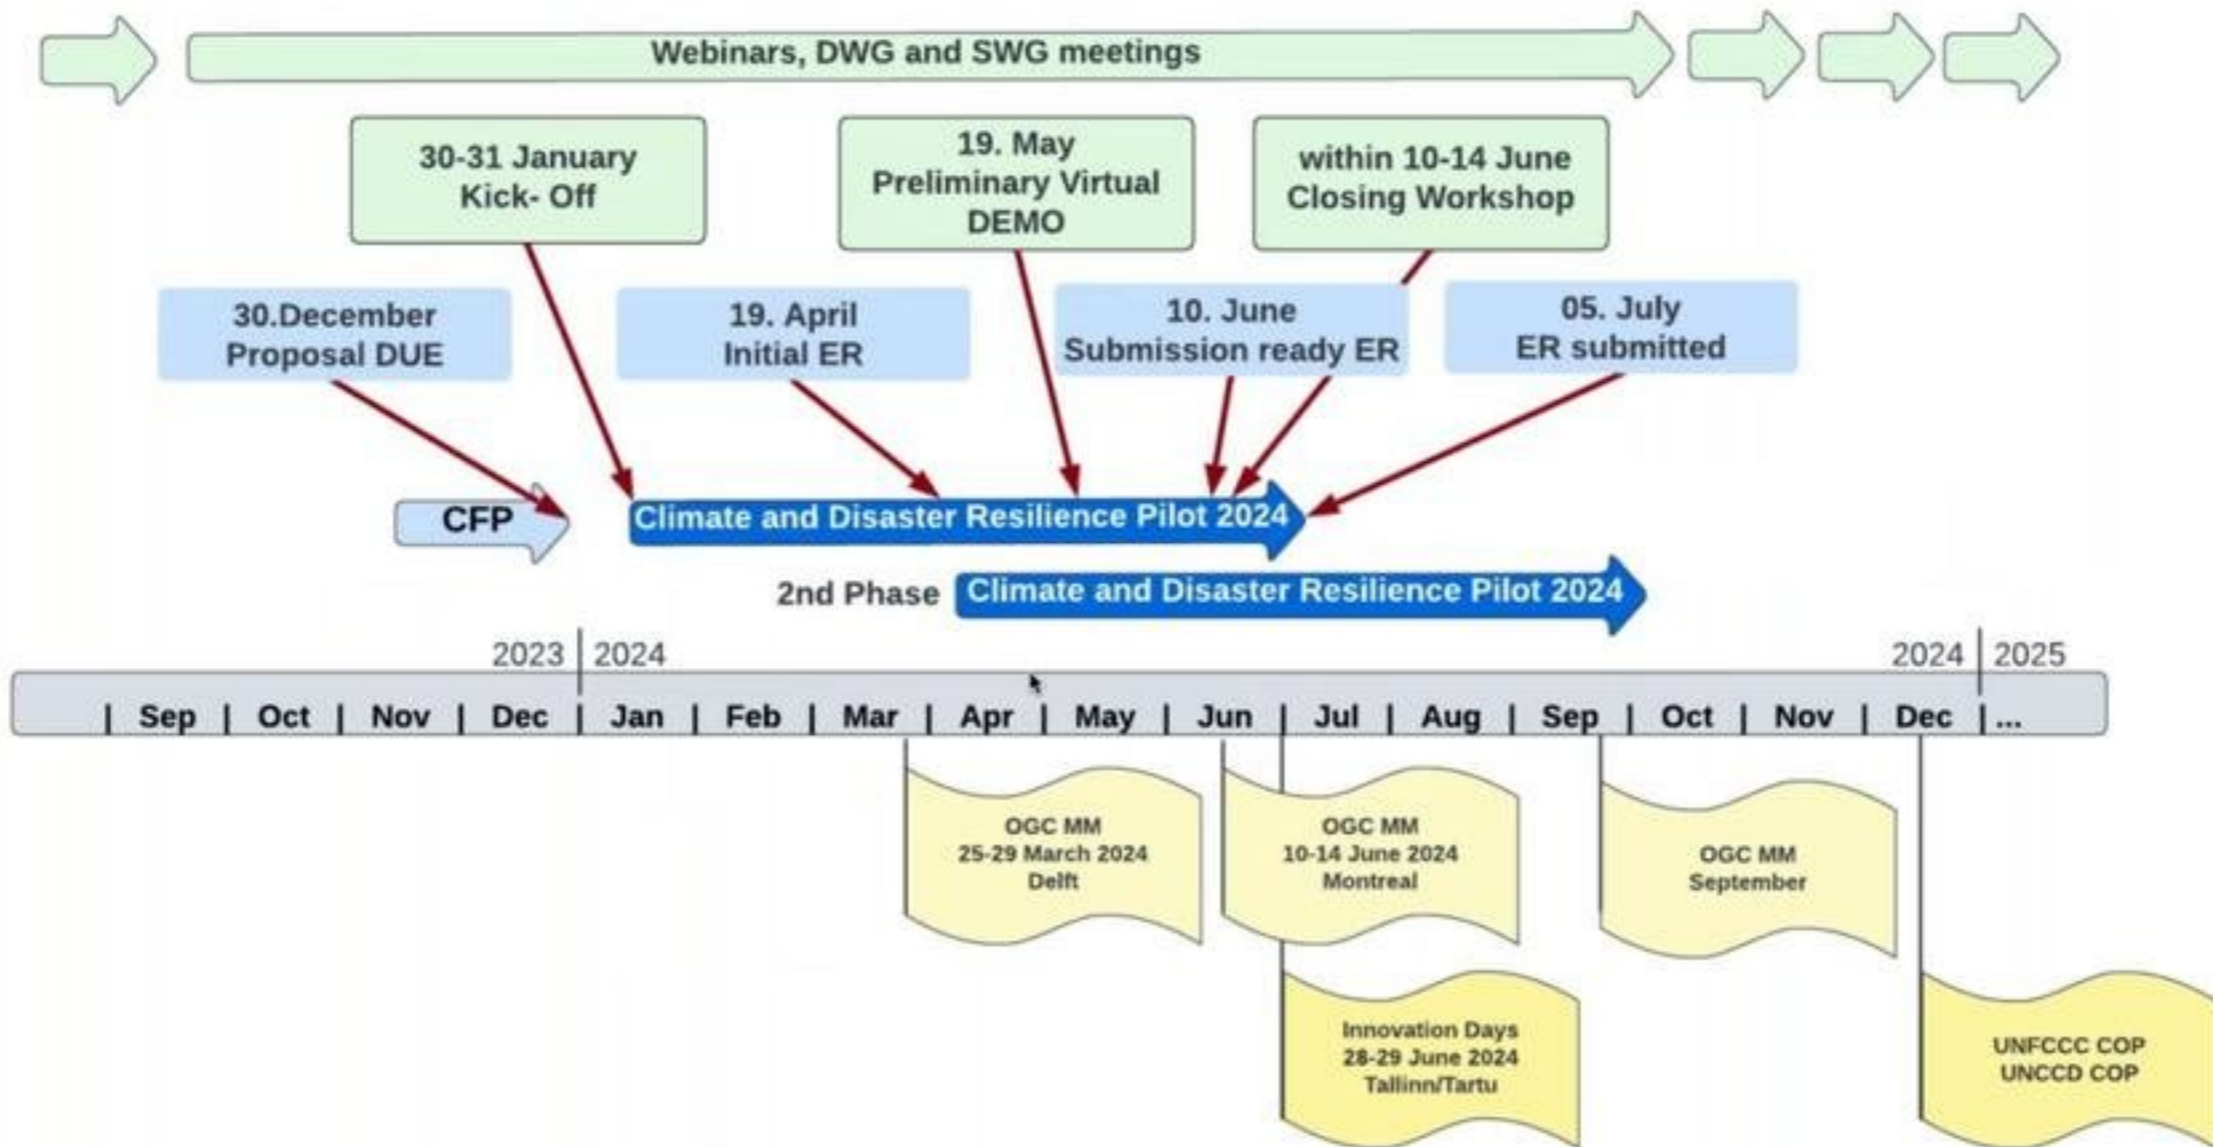 Webinars, DWG and SWG meetings
30-31 January
Kick- Off
19. May
Preliminary Virtual
DEMO
within 10-14 June
Closing Workshop
30.December
Proposal DUE
19. April
Initial ER
10. June
Submission ready ER
05. July
ER submitted
CFP
Climate and Disaster Resilience Pilot 2024
2nd Phase
Climate and Disaster Resilience Pilot 2024
2023 | 2024
2024 | 2025
| Sep | Oct | Nov | Dec | Jan | Feb | Mar | Apr | May | Jun | Jul | Aug | Sep | Oct | Nov | Dec | ...
OGC MM
25-29 March 2024
Delft
OGC MM
10-14 June 2024
Montreal
OGC MM
September
Innovation Days
28-29 June 2024
Tallinn/Tartu
UNFCCC COP
UNCCD COP